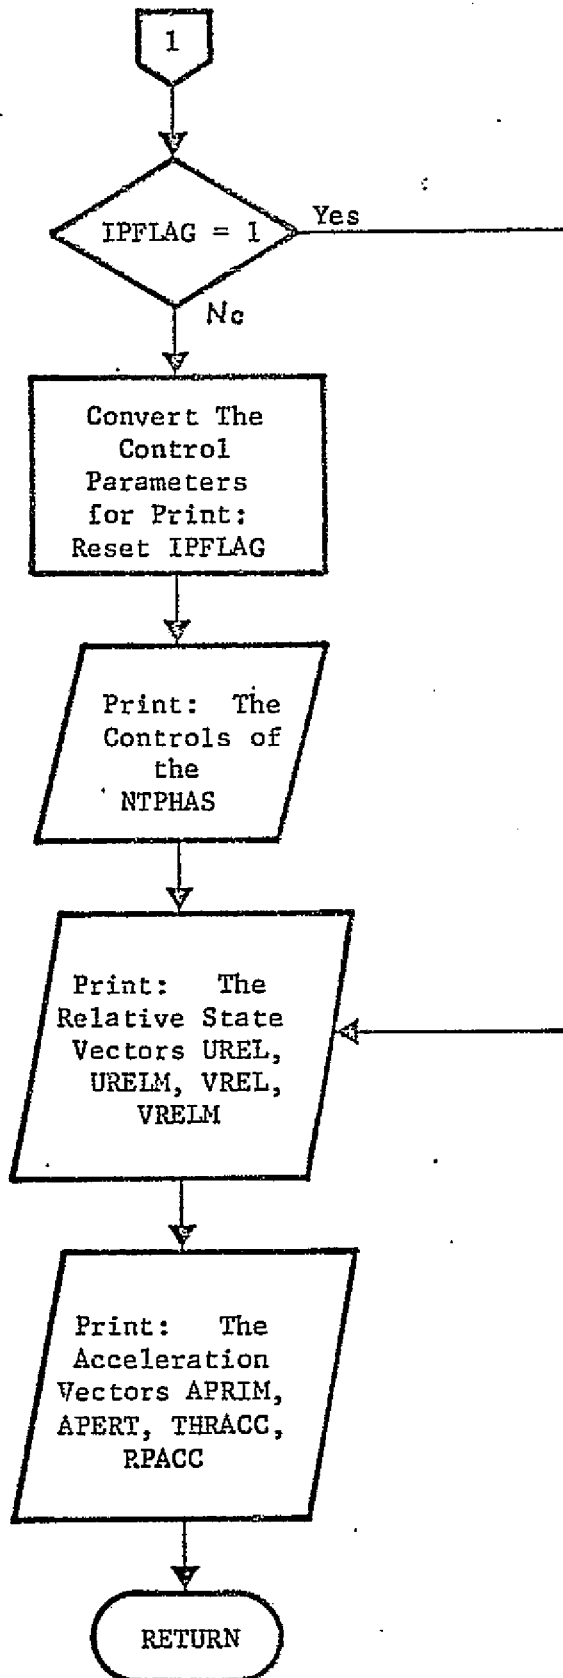 1
IPFLAG = 1
Yes
No
Convert The
Control
Parameters
for Print:
Reset IPFLAG
Print: The
Controls of
the
NTPHAS
Print: The
Relative State
Vectors UREL,
URELM, VREL,
VRELM
Print: The
Acceleration
Vectors APRIM,
APERT, THRACC,
RPACC
RETURN